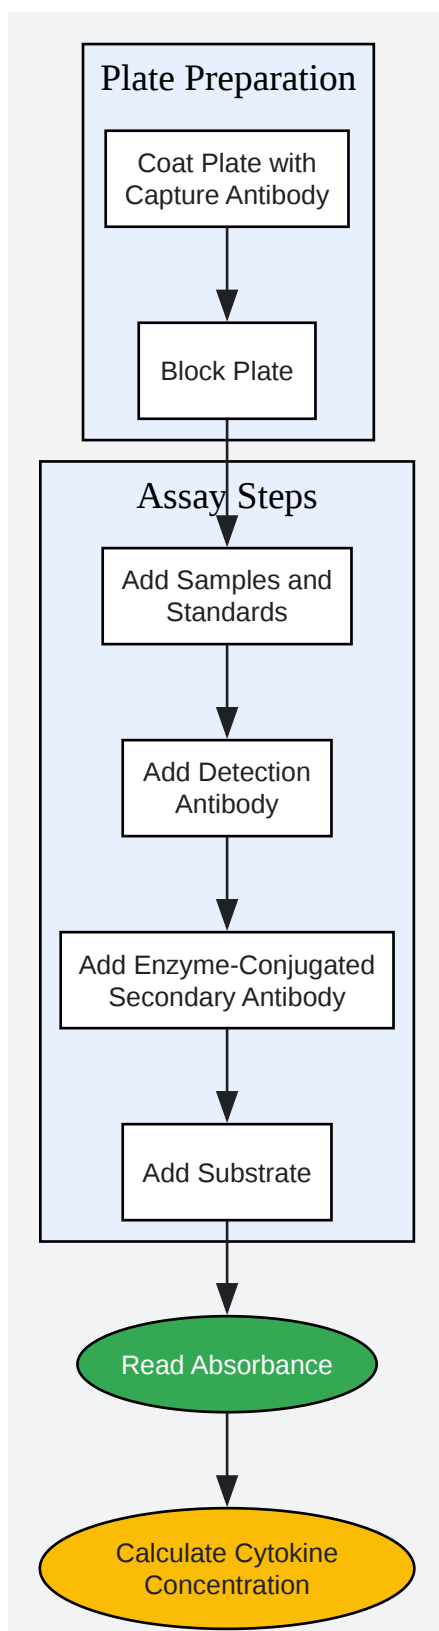 Plate Preparation
Coat Plate with
Capture Antibody
Block Plate
Assay Steps
Add Samples and
Standards
Add Detection
Antibody
Add Enzyme-Conjugated
Secondary Antibody
Add Substrate
Read Absorbance
Calculate Cytokine
Concentration